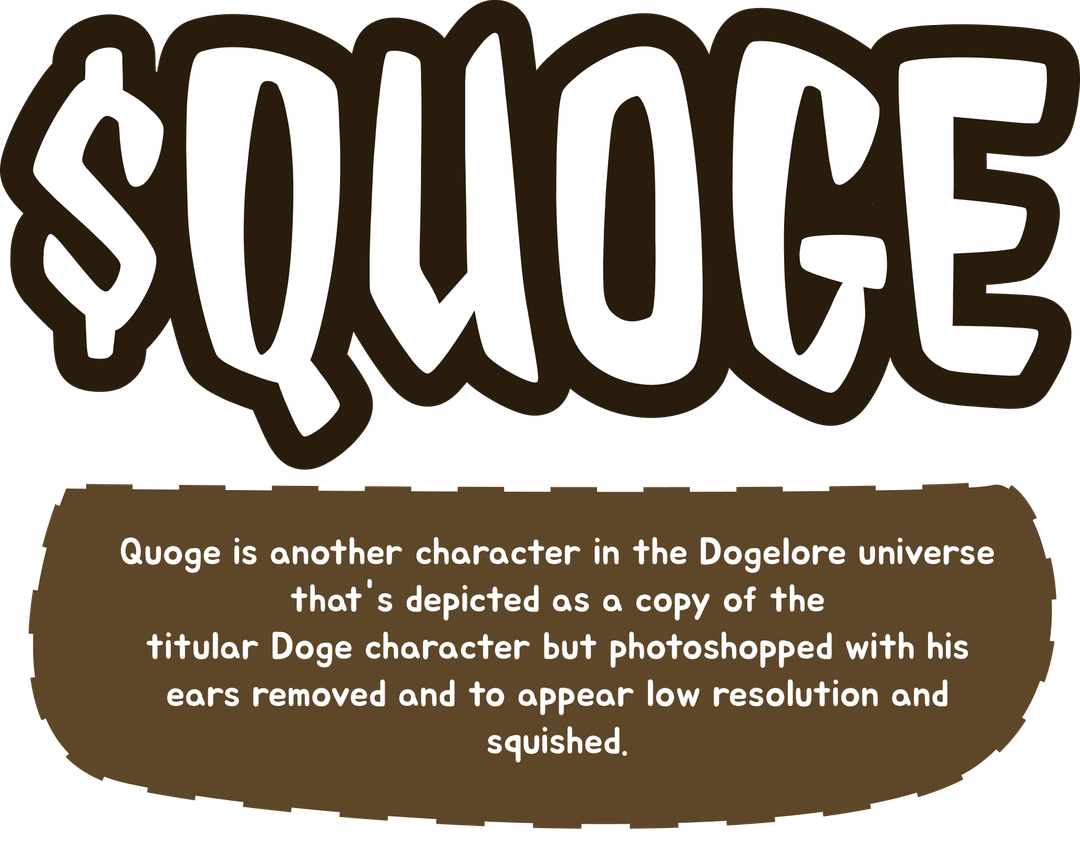 $QUOGE
Quoge is another character in the Dogelore universe
that's depicted as a copy of the
titular Doge character but photoshopped with his
ears removed and to appear low resolution and
squished.